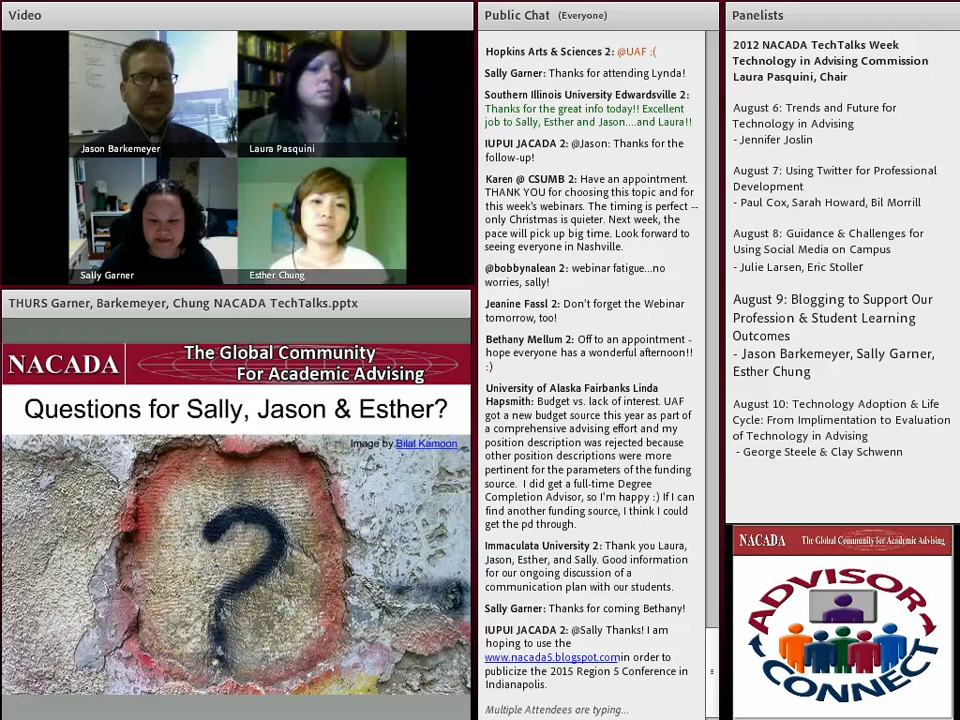 Video
Jason Barkemeyer
Laura Pasquini
Sally Garner
Esther Chung
THURS Garner, Barkemeyer, Chung NACADA TechTalks.pptx
NACADA
The Global Community
For Academic Advising
Questions for Sally, Jason & Esther?
Image by Bilal Kamoon
?
Public Chat (Everyone)
Hopkins Arts & Sciences 2: @UAF :(
Sally Garner: Thanks for attending Lynda!
Southern Illinois University Edwardsville 2:
Thanks for the great info today!! Excellent
job to Sally, Esther and Jason....and Laura!!
IUPUI JACADA 2: @Jason: Thanks for the
follow-up!
Karen @ CSUMB 2: Have an appointment.
THANK YOU for choosing this topic and for
this week's webinars. The timing is perfect --
only Christmas is quieter. Next week, the
pace will pick up big time. Look forward to
seeing everyone in Nashville.
@bobbynalean 2: webinar fatigue...no
worries, sally!
Jeanine Fassl 2: Don't forget the Webinar
tomorrow, too!
Bethany Mellum 2: Off to an appointment -
hope everyone has a wonderful afternoon!!
:)
University of Alaska Fairbanks Linda
Hapsmith: Budget vs. lack of interest. UAF
got a new budget source this year as part of
a comprehensive advising effort and my
position description was rejected because
other position descriptions were more
pertinent for the parameters of the funding
source. I did get a full-time Degree
Completion Advisor, so I'm happy :) If I can
find another funding source, I think I could
get the pd through.
Immaculata University 2: Thank you Laura,
Jason, Esther, and Sally. Good information
for our ongoing discussion of a
communication plan with our students.
Sally Garner: Thanks for coming Bethany!
IUPUI JACADA 2: @Sally Thanks! I am
hoping to use the
www.nacada5.blogspot.comin order to
publicize the 2015 Region 5 Conference in
Indianapolis.
Multiple Attendees are typing...
Panelists
2012 NACADA TechTalks Week
Technology in Advising Commission
Laura Pasquini, Chair
August 6: Trends and Future for
Technology in Advising
- Jennifer Joslin
August 7: Using Twitter for Professional
Development
- Paul Cox, Sarah Howard, Bil Morrill
August 8: Guidance & Challenges for
Using Social Media on Campus
- Julie Larsen, Eric Stoller
August 9: Blogging to Support Our
Profession & Student Learning
Outcomes
- Jason Barkemeyer, Sally Garner,
Esther Chung
August 10: Technology Adoption & Life
Cycle: From Implimentation to Evaluation
of Technology in Advising
- George Steele & Clay Schwenn
NACADA The Global Community for Academic Advising
ADVISOR
CONNECT